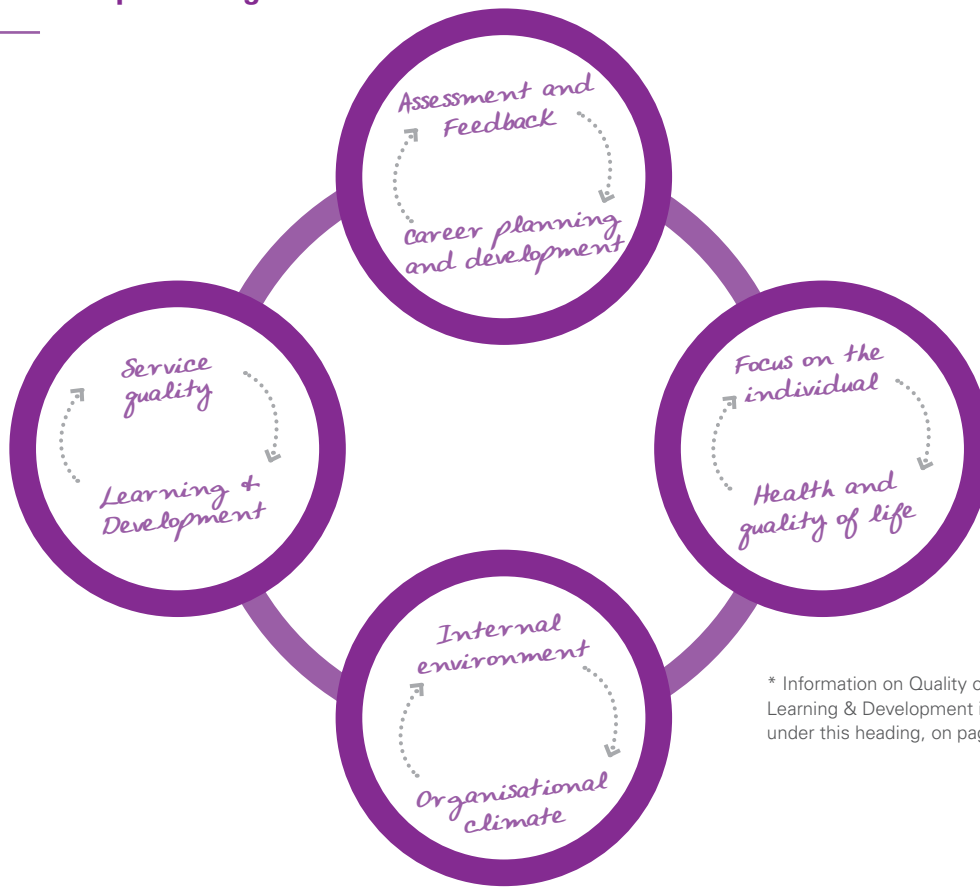 Assessment and
Feedback
Career planning
and development
Service
quality
Learning &
Development
Focus on the
individual
Health and
quality of life
Internal
environment
Organisational
climate
* Information on Quality
Learning & Development
under this heading, on